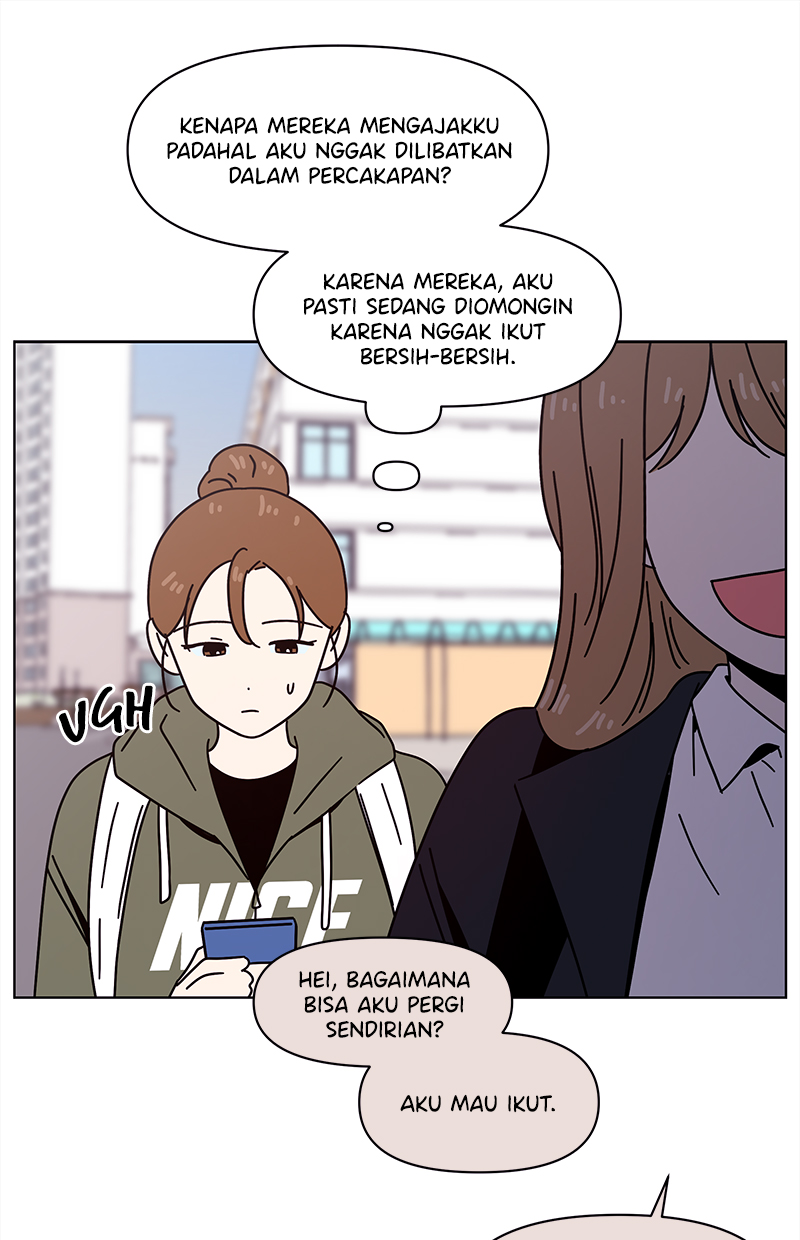 KENAPA MEREKA MENGAJAKKU
PADAHAL AKU NGGAK DILIBATKAN
DALAM PERCAKAPAN?
KARENA MEREKA, AKU
PASTI SEDANG DIOMONGIN
KARENA NGGAK IKUT
BERSIH-BERSIH.
UGH
NICE
HEI, BAGAIMANA
BISA AKU PERGI
SENDIRIAN?
AKU MAU IKUT.